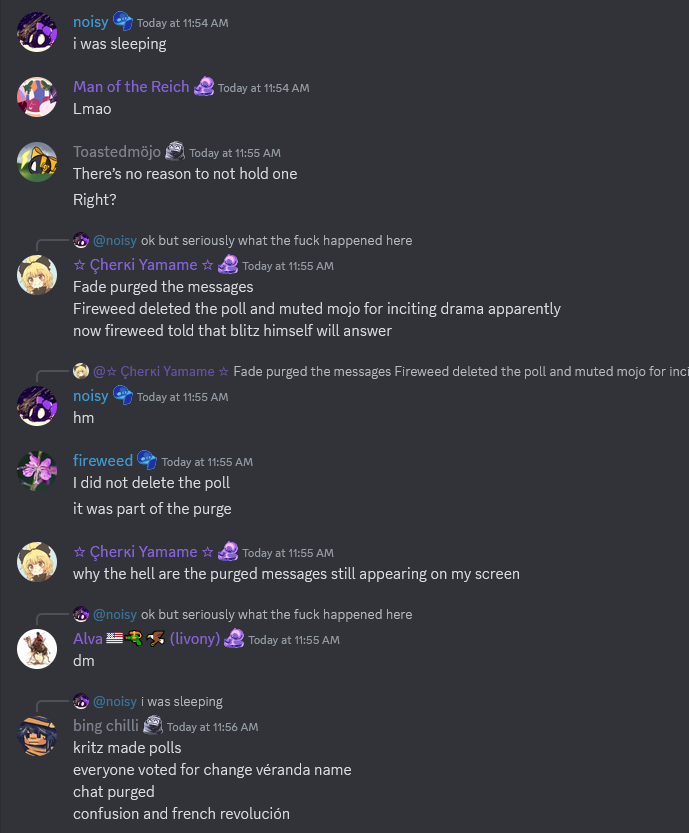 noisy Today at 11:54 AM
i was sleeping
Man of the Reich Today at 11:54 AM
Lmao
Toastedmöjo Today at 11:55 AM
There's no reason to not hold one
Right?
@noisy ok but seriously what the fuck happened here
☆ Çherкi Yamame ☆ Today at 11:55 AM
Fade purged the messages
Fireweed deleted the poll and muted mojo for inciting drama apparently
now fireweed told that blitz himself will answer
@☆ Çherкi Yamame ☆ Fade purged the messages Fireweed deleted the poll and muted mojo for inci
noisy Today at 11:55 AM
hm
fireweed Today at 11:55 AM
I did not delete the poll
it was part of the purge
☆ Çherкi Yamame ☆ Today at 11:55 AM
why the hell are the purged messages still appearing on my screen
@noisy ok but seriously what the fuck happened here
Alva (livony) Today at 11:55 AM
dm
@noisy i was sleeping
bing chilli Today at 11:56 AM
kritz made polls
everyone voted for change véranda name
chat purged
confusion and french revolución